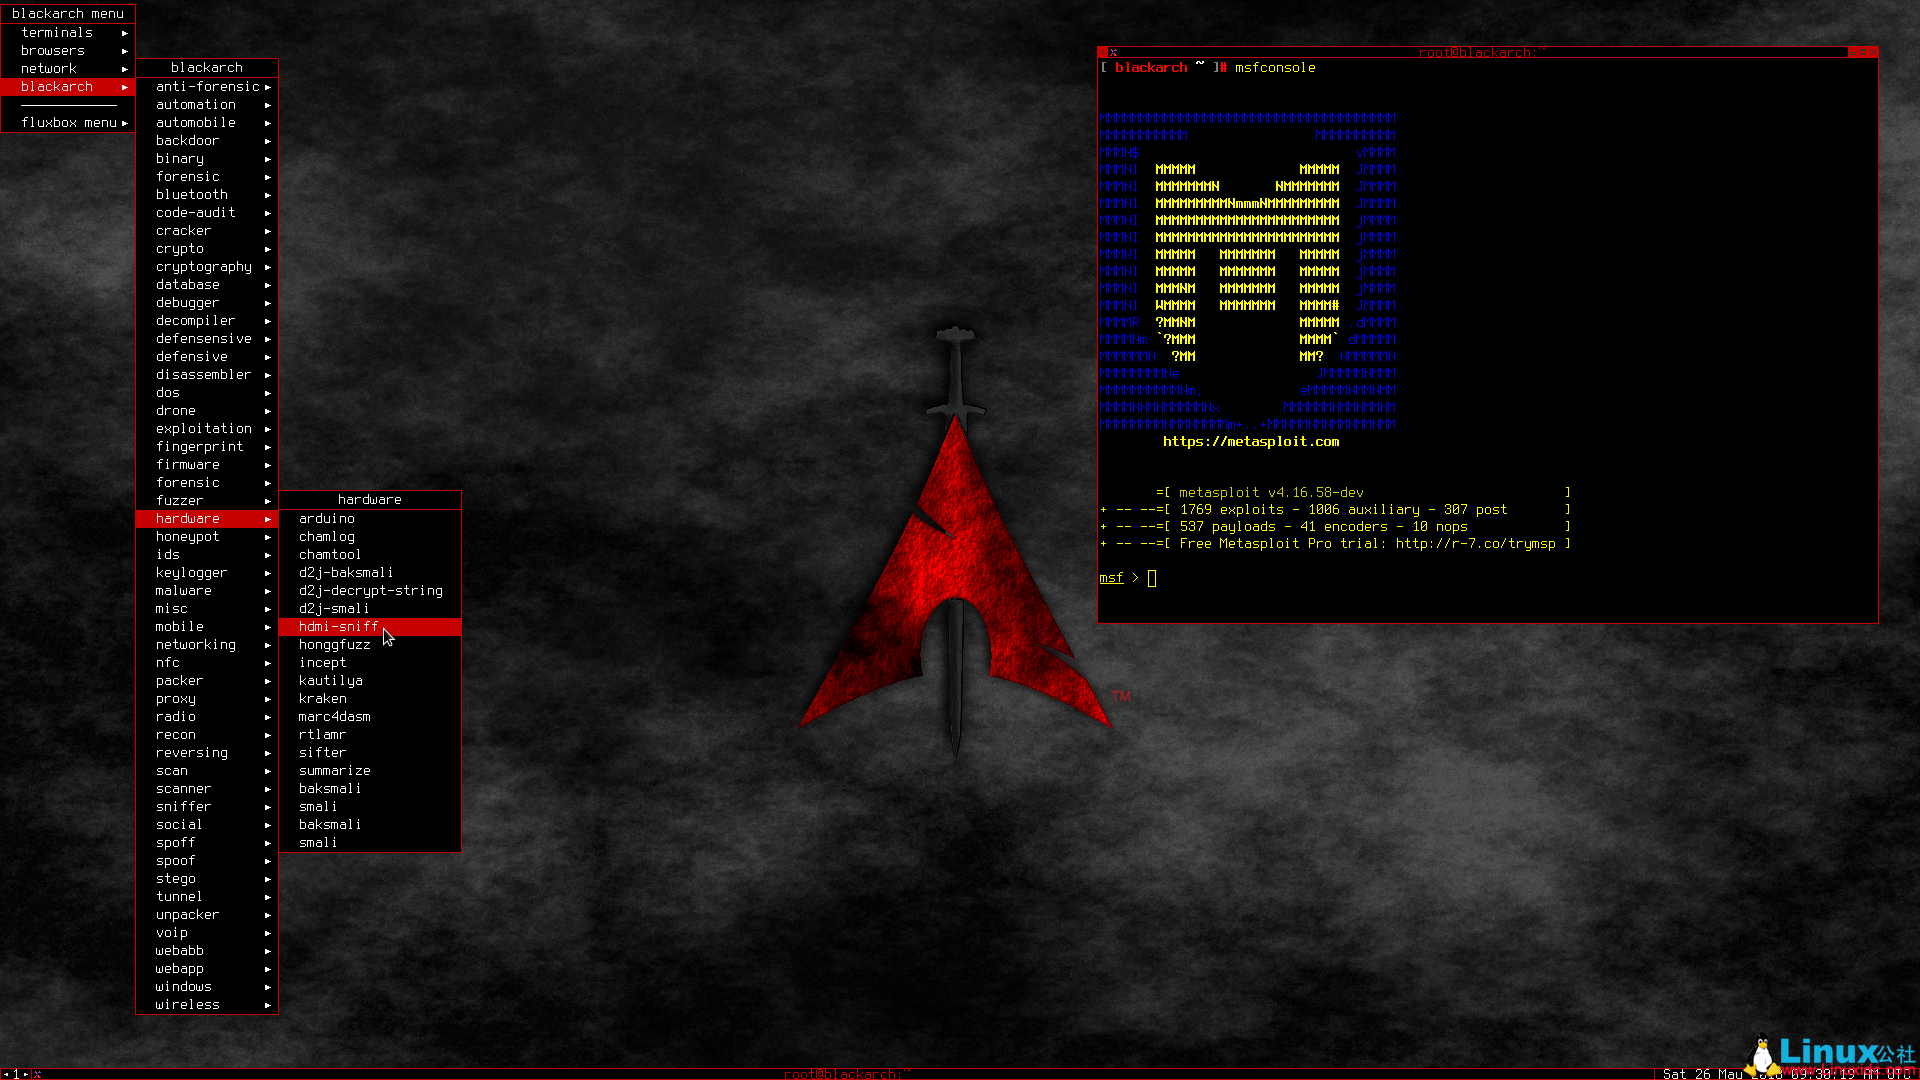 blackarch menu
terminals
browsers
network
blackarch
fluxbox menu
blackarch
anti-forensic
automation
automobile
backdoor
binary
forensic
bluetooth
code-audit
cracker
crypto
cryptography
database
debugger
decompiler
defensensive
defensive
disassembler
dos
drone
exploitation
fingerprint
firmware
forensic
fuzzer
hardware
honeypot
ids
keylogger
malware
misc
mobile
networking
nfc
packer
proxy
radio
recon
reversing
scan
scanner
sniffer
social
spoff
spoof
stego
tunnel
unpacker
voip
webabb
webapp
windows
wireless
hardware
arduino
chamlog
chamtool
d2j-baksmali
d2j-decrypt-string
d2j-smali
hdmi-sniff
honggfuzz
incept
kautilya
kraken
marc4dasm
rtlamr
sifter
summarize
baksmali
smali
baksmali
smali
TM
root@blackarch:~
[ blackarch ~ ]# msfconsole
https://metasploit.com
=[ metasploit v4.16.58-dev ]
+ -- --=[ 1769 exploits - 1006 auxiliary - 307 post ]
+ -- --=[ 537 payloads - 41 encoders - 10 nops ]
+ -- --=[ Free Metasploit Pro trial: http://r-7.co/trymsp ]
msf >
Linux公社
1
root@blackarch:~
Sat 26 May